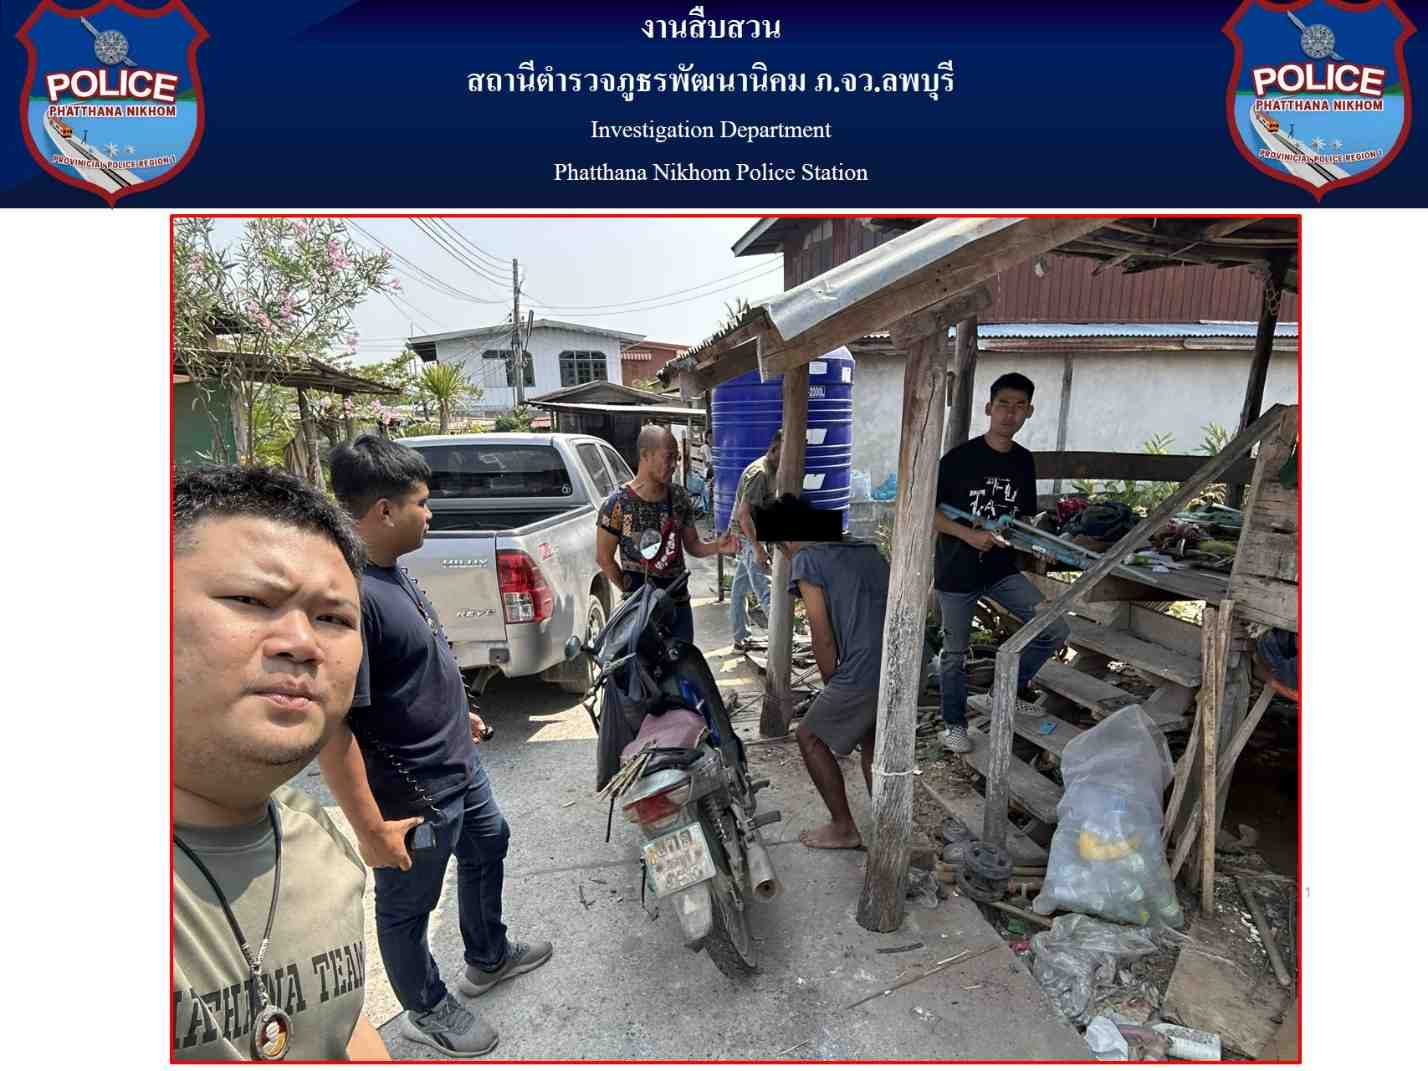 งานสืบสวน
สถานีตำรวจภูธรพัฒนานิคม ภ.จว.ลพบุรี
Investigation Department
Phatthana Nikhom Police Station
POLICE
PHATTHANA NIKHOM
PROVINCIAL POLICE REGION 1
POLICE
PHATTHANA NIKHOM
PROVINCIAL POLICE REGION 1
HILUX
REVO
2000L
TEAM
1